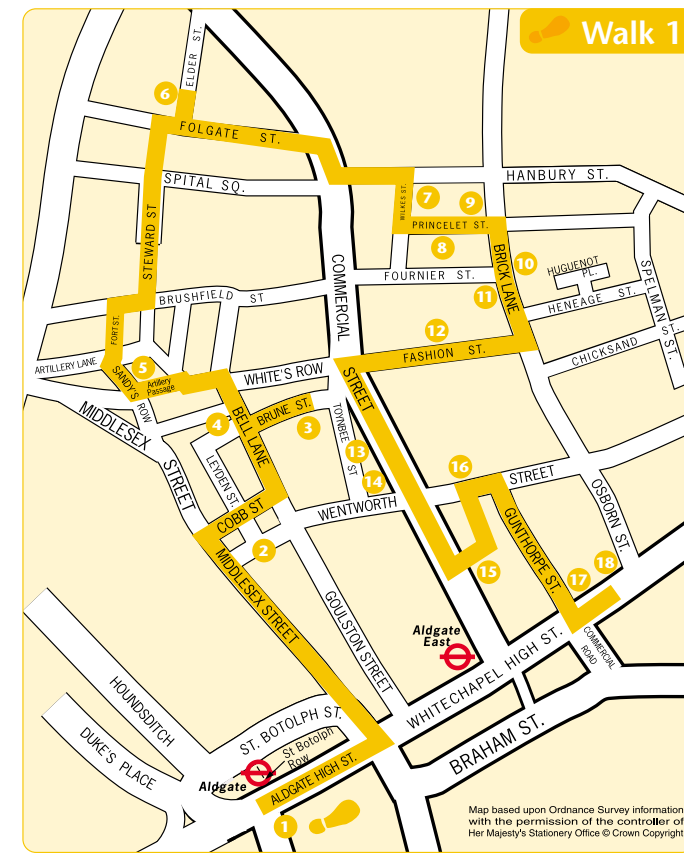 Walk 1
ELDER ST.
6
FOLGATE ST.
SPITAL SQ.
HANBURY ST.
WILKES ST.
7
9
PRINCELET ST.
8
STEWARD ST
COMMERCIAL
STREET
BRICK LANE
10
HUGUENOT PL.
SPELMAN ST.
FOURNIER ST.
11
HENEAGE ST.
BRUSHFIELD ST
FORT ST.
12
FASHION ST.
CHICKSAND ST.
ARTILLERY LANE
5
SANDY'S ROW
Artillery
Passage
WHITE'S ROW
MIDDLESEX STREET
4
BELL LANE
BRUNE ST.
3
TOYNBEE ST
13
14
LEYDEN ST.
16
WENTWORTH STREET
OSBORN ST.
COBB ST
2
GUNTHORPE ST.
15
17
18
MIDDLESEX STREET
GOULSTON STREET
Aldgate
East
COMMERCIAL
ROAD
WHITECHAPEL HIGH ST.
HOUNDSDITCH
DUKE'S PLACE
ST. BOTOLPH ST.
St Botolph
Row
BRAHAM ST.
Aldgate
ALDGATE HIGH ST.
1
Map based upon Ordnance Survey information
with the permission of the controller of
Her Majesty's Stationery Office © Crown Copyright